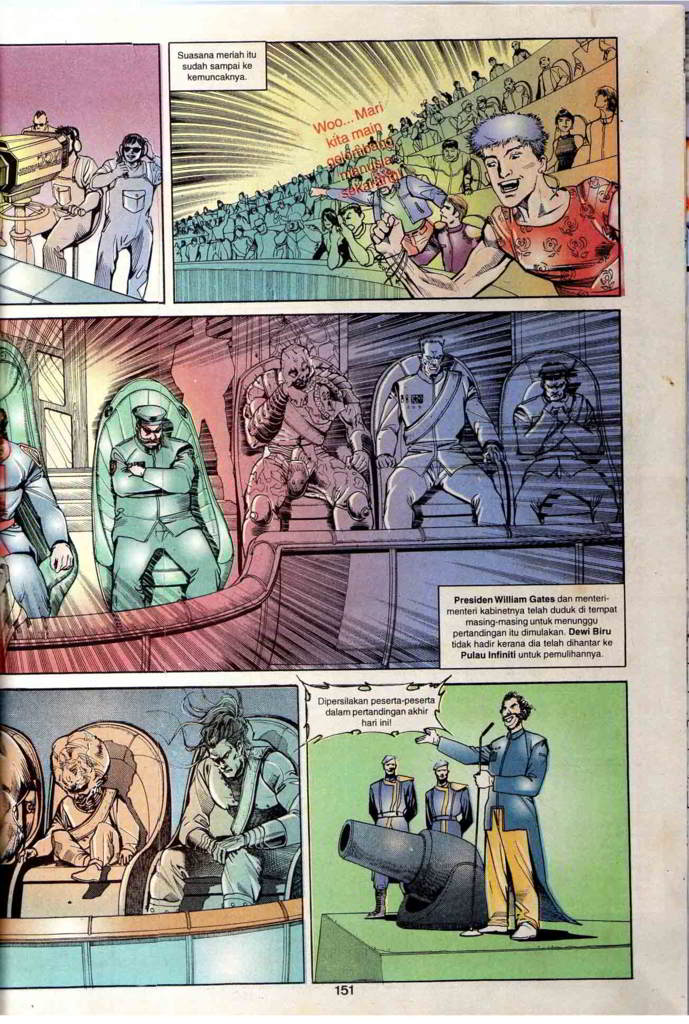 Suasana meriah itu
sudah sampai ke
kemuncaknya.
Woo... Mari
kita main
gelombang
manusia
sekarang!
Presiden William Gates dan menteri-
menteri kabinetnya telah duduk di tempat
masing-masing untuk menunggu
pertandingan itu dimulakan. Dewi Biru
tidak hadir kerana dia telah dihantar ke
Pulau Infiniti untuk pemulihannya.
Dipersilakan peserta-peserta
dalam pertandingan akhir
hari ini!
151